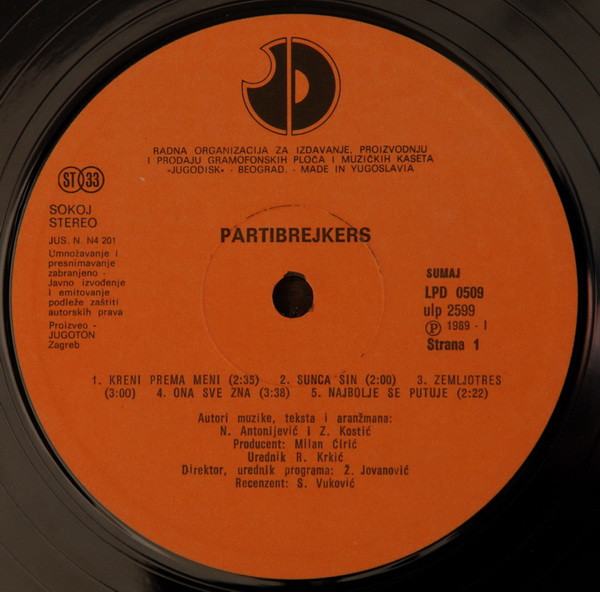 RADNA ORGANIZACIJA ZA IZDAVANJE, PROIZVODNJU
I PRODAJU GRAMOFONSKIH PLOČA I MUZIČKIH KASETA
«JUGODISK» - BEOGRAD. - MADE IN YUGOSLAVIA
ST 33
SOKOJ
STEREO
JUS. N. N4 201
Umnožavanje i
presnimavanje
zabranjeno -
Javno izvođenje
i emitovanje
podleže zaštiti
autorskih prava
Proizveo -
JUGOTON
Zagreb
PARTIBREJKERS
SUMAJ
LPD 0509
ulp 2599
Ⓟ 1989 - I
Strana 1
1. KRENI PREMA MENI (2:35) 2. SUNCA SIN (2:00) 3. ZEMLJOTRES
(3:00) 4. ONA SVE ZNA (3:38) 5. NAJBOLJE SE PUTUJE (2:22)
Autori muzike, teksta i aranžmana:
N. Antonijević i Z. Kostić
Producent: Milan Ćirić
Urednik R. Krkić
Direktor, urednik programa: Ž. Jovanović
Recenzent: S. Vuković